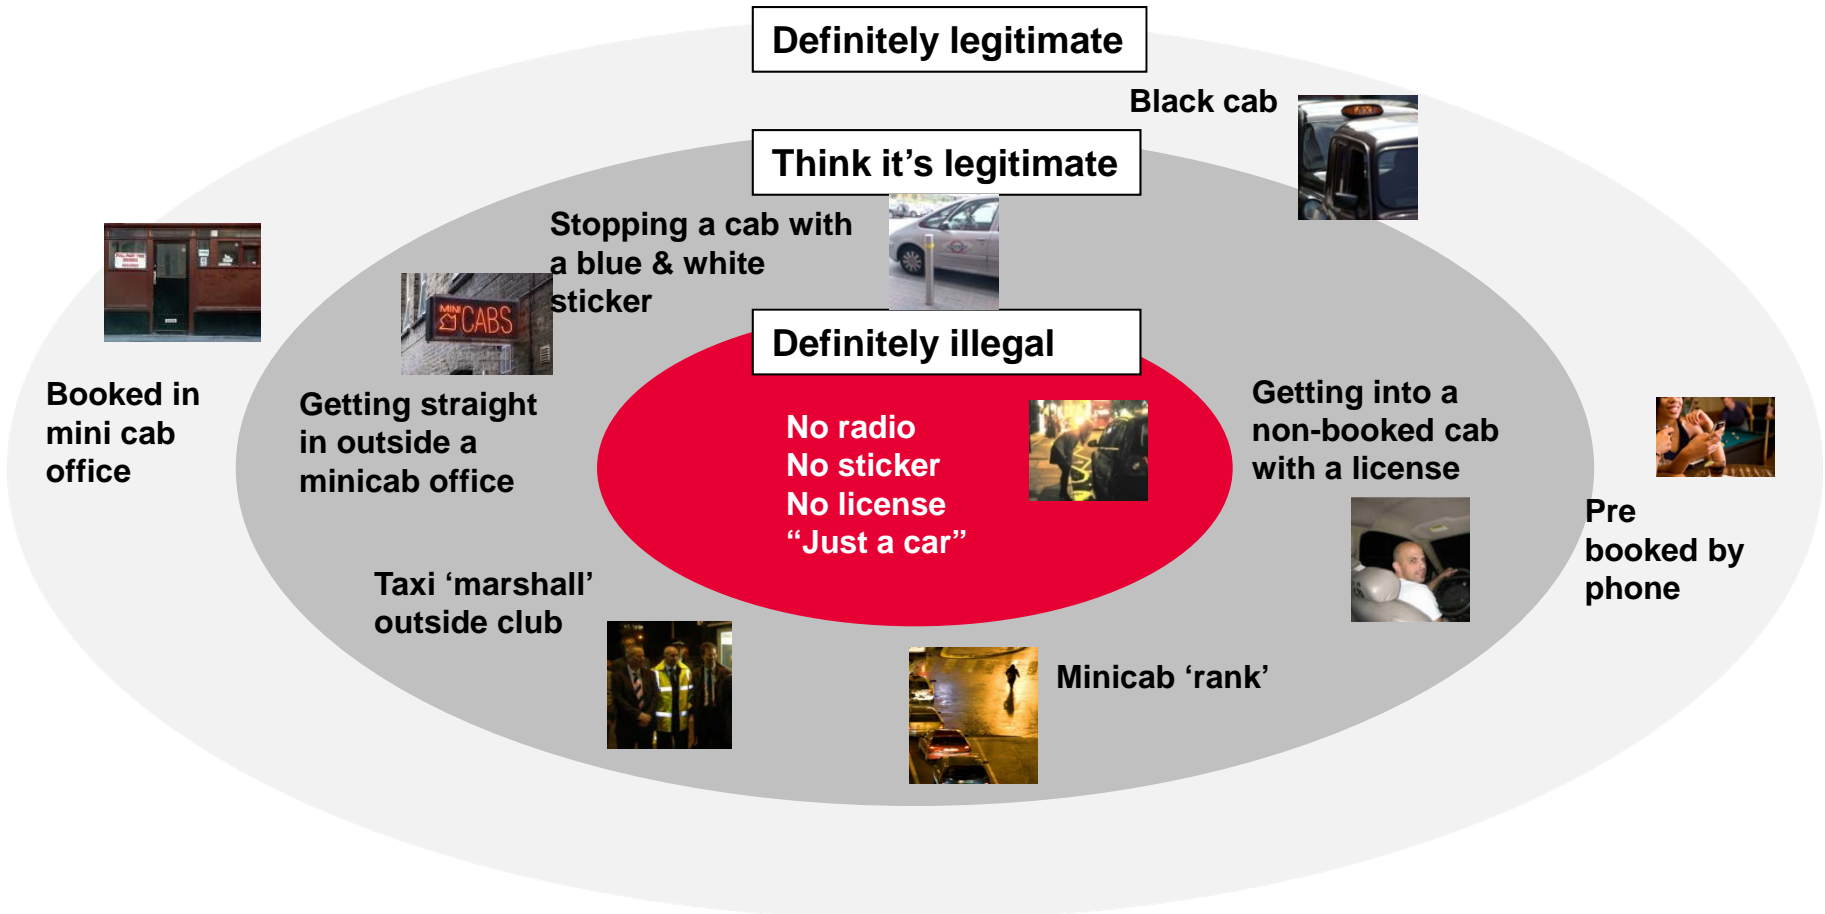 Definitely legitimate
Black cab
Think it’s legitimate
Stopping a cab with
a blue & white
sticker
MINI
CABS
Definitely illegal
Booked in
mini cab
office
Getting straight
in outside a
minicab office
No radio
No sticker
No license
“Just a car”
Getting into a
non-booked cab
with a license
Pre
booked by
phone
Taxi ‘marshall’
outside club
Minicab ‘rank’